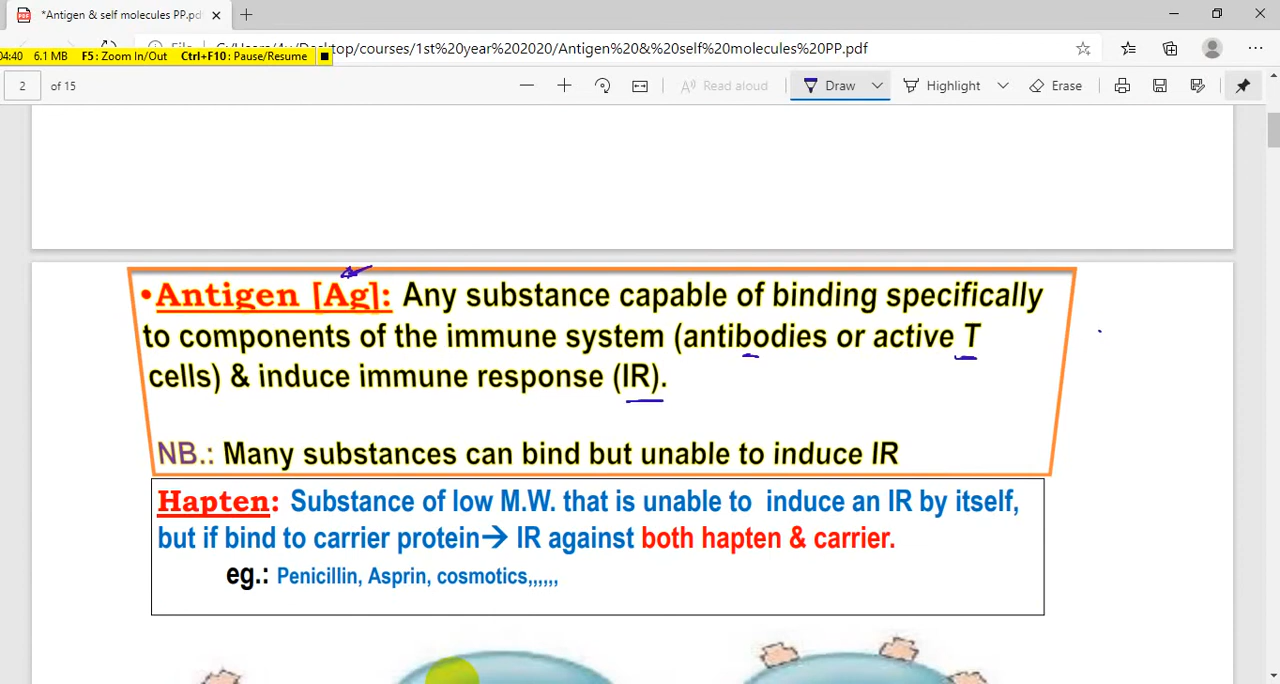 *Antigen & self molecules PP.pdf
04:40 6.1 MB F5: Zoom In/Out Ctrl+F10: Pause/Resume
/Desktop/courses/1st%20year%202020/Antigen%20&%20self%20molecules%20PP.pdf
2 of 15
Read aloud
Draw
Highlight
Erase
•Antigen [Ag]: Any substance capable of binding specifically
to components of the immune system (antibodies or active T
cells) & induce immune response (IR).
NB.: Many substances can bind but unable to induce IR
Hapten: Substance of low M.W. that is unable to induce an IR by itself,
but if bind to carrier protein→ IR against both hapten & carrier.
eg.: Penicillin, Asprin, cosmotics,,,,,,